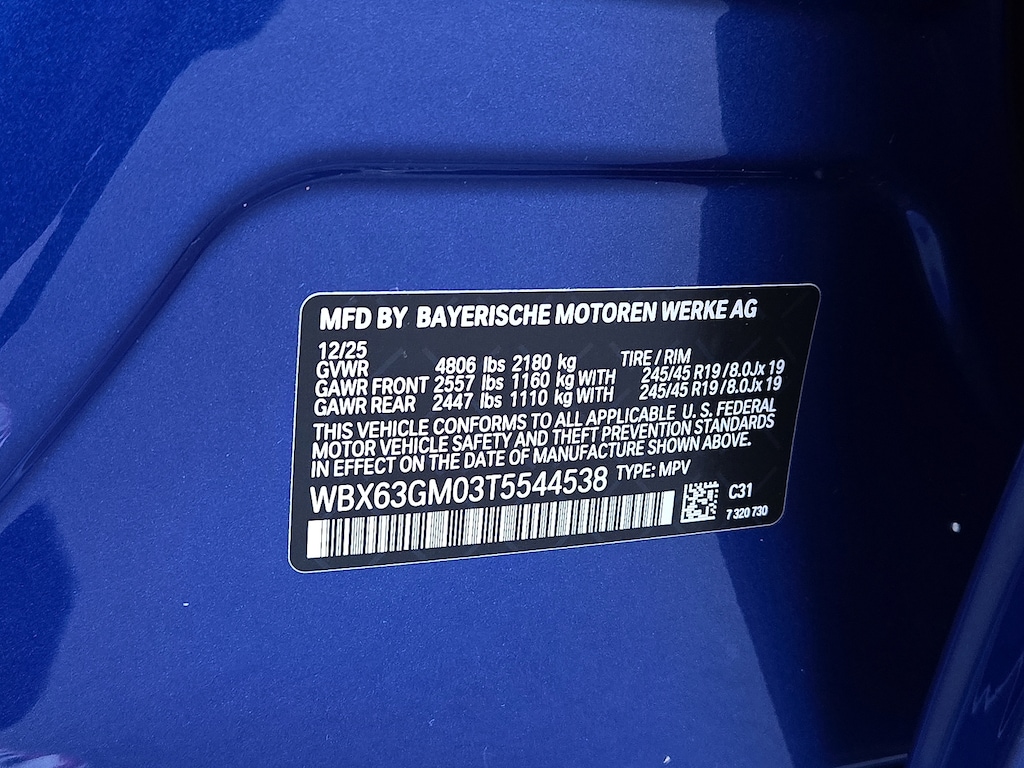 MFD BY BAYERISCHE MOTOREN WERKE AG
12/25
GVWR 4806 lbs 2180 kg TIRE / RIM
GAWR FRONT 2557 lbs 1160 kg WITH 245/45 R19 / 8.0Jx 19
GAWR REAR 2447 lbs 1110 kg WITH 245/45 R19 / 8.0Jx 19
THIS VEHICLE CONFORMS TO ALL APPLICABLE U. S. FEDERAL
MOTOR VEHICLE SAFETY AND THEFT PREVENTION STANDARDS
IN EFFECT ON THE DATE OF MANUFACTURE SHOWN ABOVE.
WBX63GM03T5544538 TYPE: MPV
C31
7 320 730